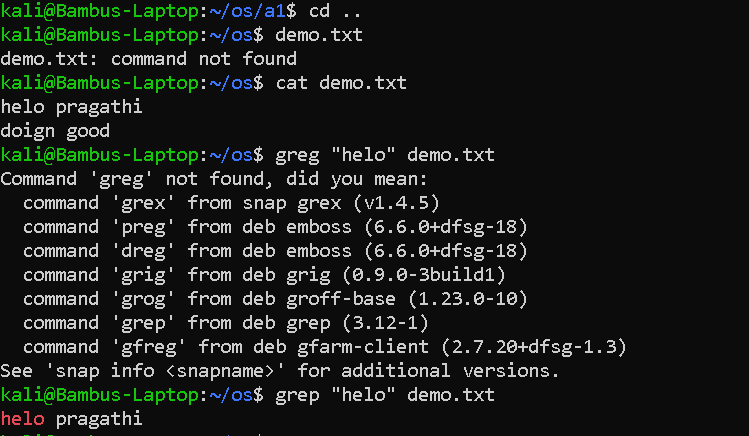 kali@Bambus-Laptop:~/os/a1$ cd ..
kali@Bambus-Laptop:~/os$ demo.txt
demo.txt: command not found
kali@Bambus-Laptop:~/os$ cat demo.txt
helo pragathi
doign good
kali@Bambus-Laptop:~/os$ greg "helo" demo.txt
Command 'greg' not found, did you mean:
  command 'grex' from snap grex (v1.4.5)
  command 'preg' from deb emboss (6.6.0+dfsg-18)
  command 'dreg' from deb emboss (6.6.0+dfsg-18)
  command 'grig' from deb grig (0.9.0-3build1)
  command 'grog' from deb groff-base (1.23.0-10)
  command 'grep' from deb grep (3.12-1)
  command 'gfreg' from deb gfarm-client (2.7.20+dfsg-1.3)
See 'snap info <snapname>' for additional versions.
kali@Bambus-Laptop:~/os$ grep "helo" demo.txt
helo pragathi